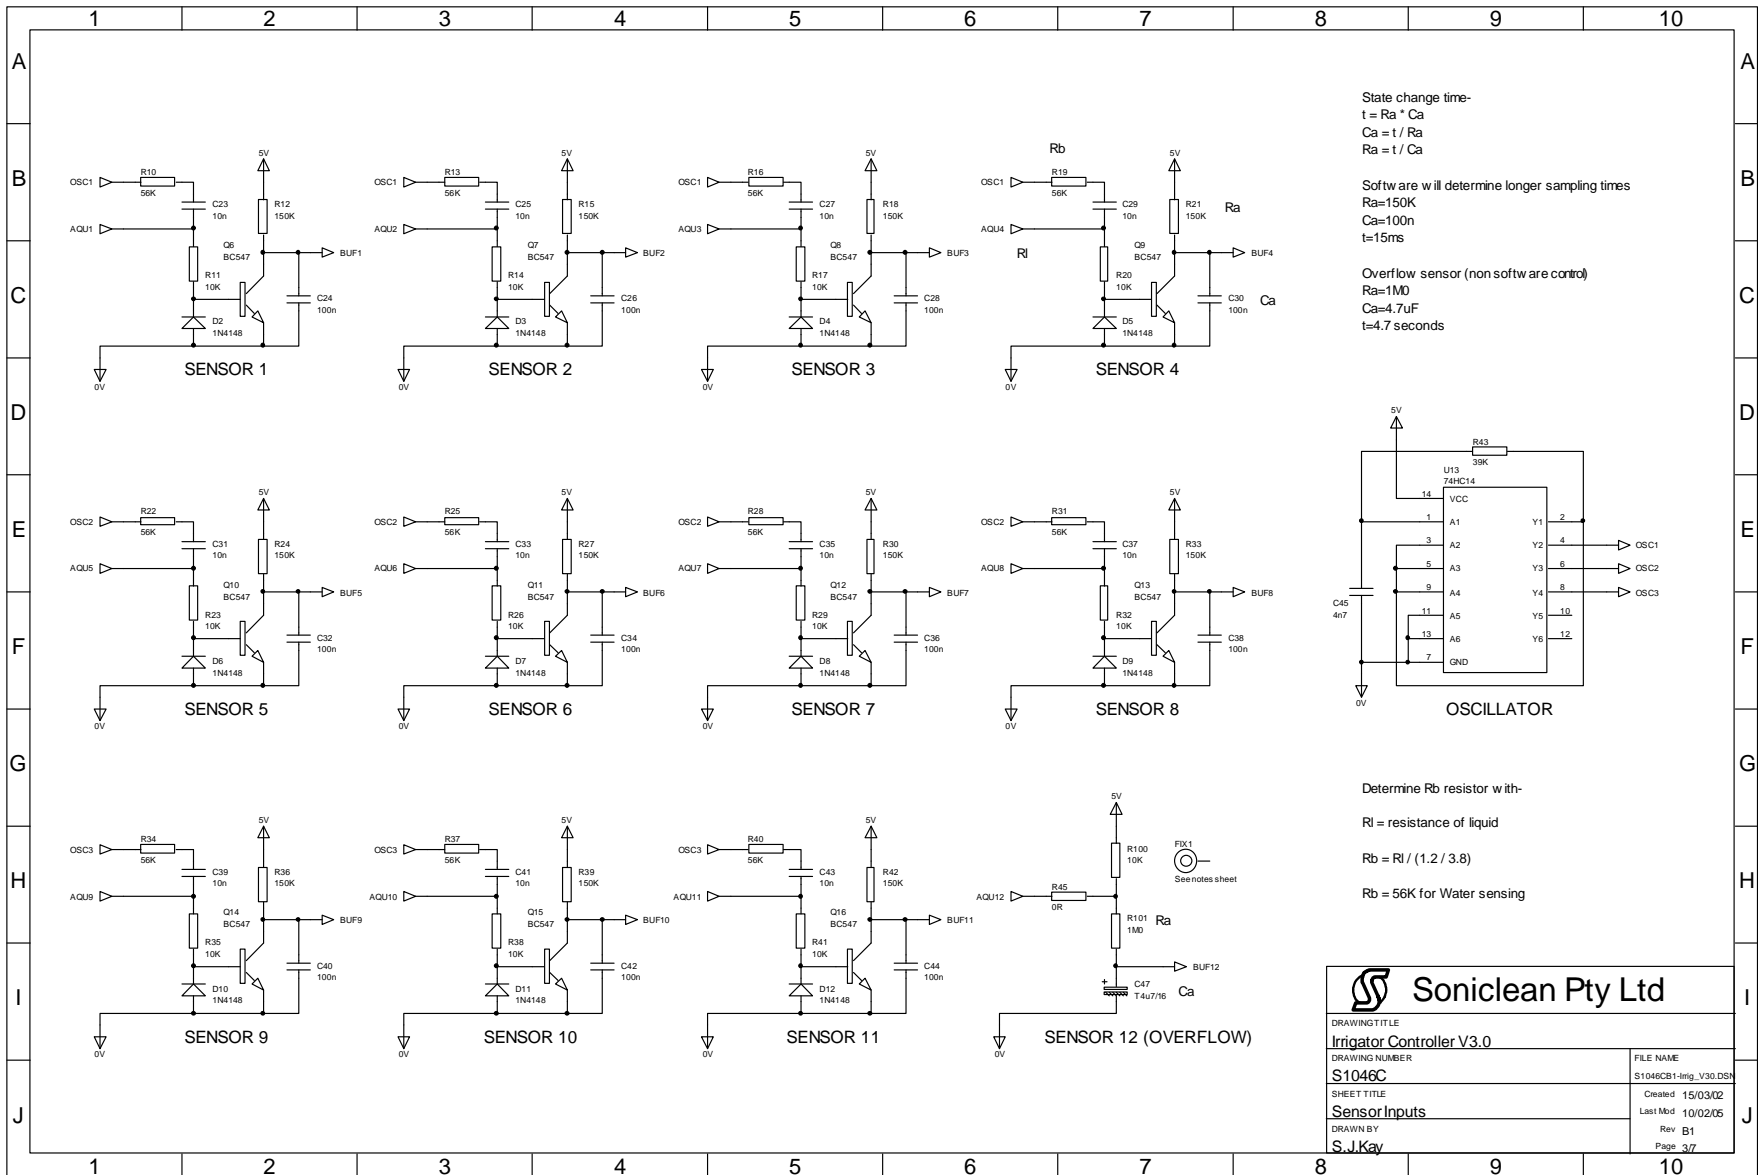 1 2 3 4 5 6 7 8 9 10
A A
B B
C C
D D
E E
F F
G G
H H
I I
J J
State change time-
t = Ra * Ca
Ca = t / Ra
Ra = t / Ca
Software will determine longer sampling times
Ra=150K
Ca=100n
t=15ms
Overflow sensor (non software control)
Ra=1M0
Ca=4.7uF
t=4.7 seconds
OSC1 R10 56K C23 10n 5V R12 150K
AQU1 Q6 BC547 BUF1
R11 10K D2 1N4148 C24 100n
0V
SENSOR 1
OSC1 R13 56K C25 10n 5V R15 150K
AQU2 Q7 BC547 BUF2
R14 10K D3 1N4148 C26 100n
0V
SENSOR 2
OSC1 R16 56K C27 10n 5V R18 150K
AQU3 Q8 BC547 BUF3
R17 10K D4 1N4148 C28 100n
0V
SENSOR 3
Rb
OSC1 R19 56K C29 10n 5V R21 150K Ra
AQU4 Q9 BC547 BUF4
Rl
R20 10K D5 1N4148 C30 100n Ca
0V
SENSOR 4
OSC2 R22 56K C31 10n 5V R24 150K
AQU5 Q10 BC547 BUF5
R23 10K D6 1N4148 C32 100n
0V
SENSOR 5
OSC2 R25 56K C33 10n 5V R27 150K
AQU6 Q11 BC547 BUF6
R26 10K D7 1N4148 C34 100n
0V
SENSOR 6
OSC2 R28 56K C35 10n 5V R30 150K
AQU7 Q12 BC547 BUF7
R29 10K D8 1N4148 C36 100n
0V
SENSOR 7
OSC2 R31 56K C37 10n 5V R33 150K
AQU8 Q13 BC547 BUF8
R32 10K D9 1N4148 C38 100n
0V
SENSOR 8
5V
R43
39K
U13
74HC14
14 VCC
1 A1 Y1 2
3 A2 Y2 4 OSC1
5 A3 Y3 6 OSC2
9 A4 Y4 8 OSC3
11 A5 Y5 10
13 A6 Y6 12
7 GND
C45
4n7
0V
OSCILLATOR
OSC3 R34 56K C39 10n 5V R36 150K
AQU9 Q14 BC547 BUF9
R35 10K D10 1N4148 C40 100n
0V
SENSOR 9
OSC3 R37 56K C41 10n 5V R39 150K
AQU10 Q15 BC547 BUF10
R38 10K D11 1N4148 C42 100n
0V
SENSOR 10
OSC3 R40 56K C43 10n 5V R42 150K
AQU11 Q16 BC547 BUF11
R41 10K D12 1N4148 C44 100n
0V
SENSOR 11
5V
R100 10K
FIX1
See notes sheet
AQU12 R45 0R
R101 1M0 Ra
BUF12
+ C47 T4u7/16 Ca
0V
SENSOR 12 (OVERFLOW)
Determine Rb resistor with-
Rl = resistance of liquid
Rb = Rl / (1.2 / 3.8)
Rb = 56K for Water sensing
Soniclean Pty Ltd
DRAWING TITLE
Irrigator Controller V3.0
DRAWING NUMBER
S1046C
FILE NAME
S1046CB1-Irrig_V30.DSN
SHEET TITLE
Sensor Inputs
Created 15/03/02
Last Mod 10/02/05
DRAWN BY
S.J.Kay
Rev B1
Page 3/7
1 2 3 4 5 6 7 8 9 10